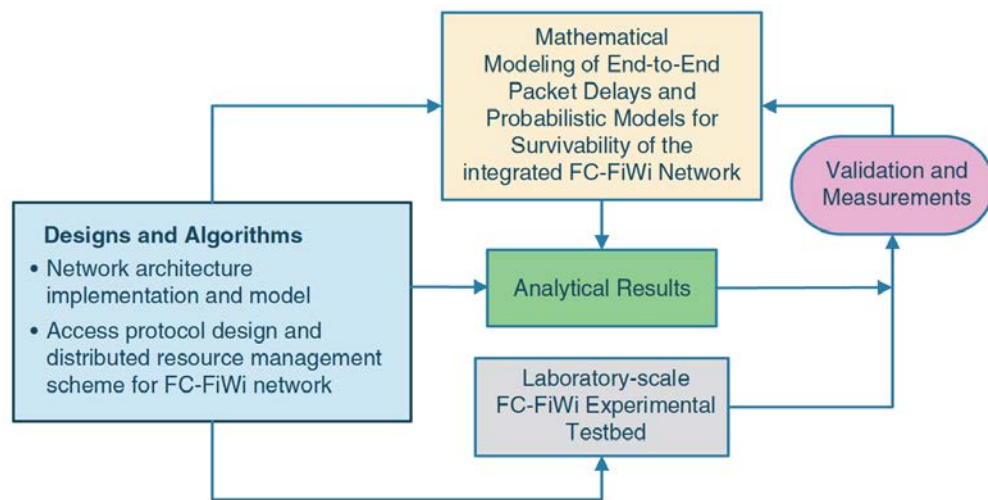 Mathematical
Modeling of End-to-End
Packet Delays and
Probabilistic Models for
Survivability of the
integrated FC-FiWi Network
Validation and
Measurements
Designs and Algorithms
• Network architecture
implementation and model
• Access protocol design and
distributed resource management
scheme for FC-FiWi network
Analytical Results
Laboratory-scale
FC-FiWi Experimental
Testbed